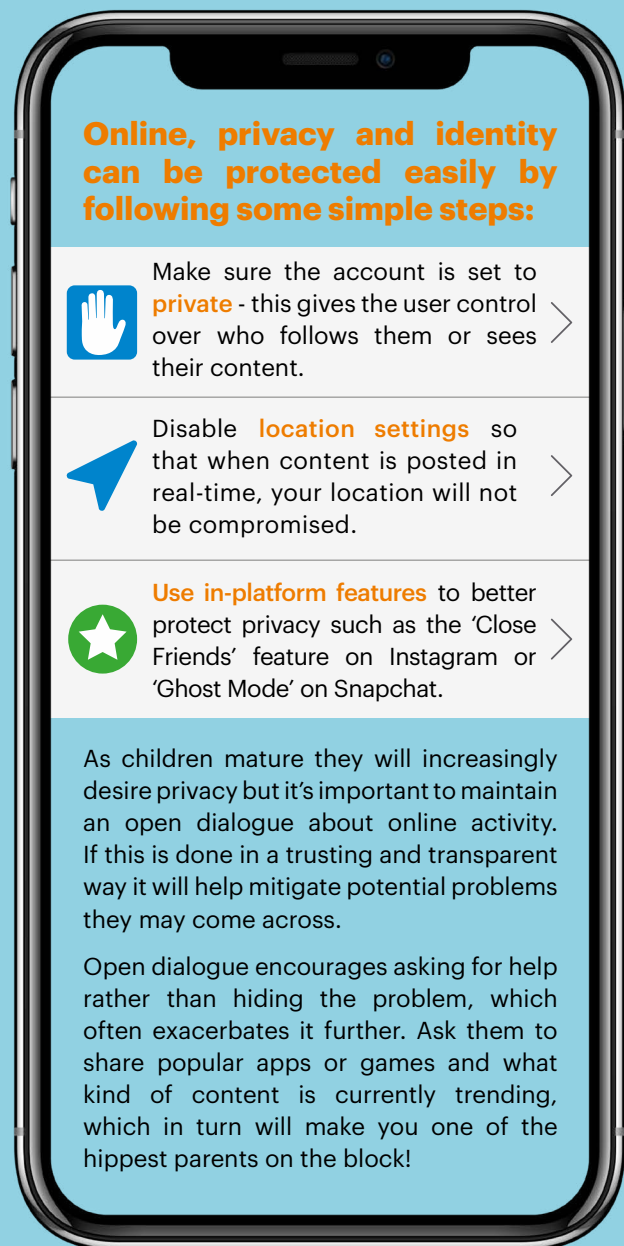 Online, privacy and identity
can be protected easily by
following some simple steps:
Make sure the account is set to
private - this gives the user control
over who follows them or sees
their content.
Disable location settings so
that when content is posted in
real-time, your location will not
be compromised.
Use in-platform features to better
protect privacy such as the ‘Close
Friends’ feature on Instagram or
‘Ghost Mode’ on Snapchat.
As children mature they will increasingly
desire privacy but it’s important to maintain
an open dialogue about online activity.
If this is done in a trusting and transparent
way it will help mitigate potential problems
they may come across.
Open dialogue encourages asking for help
rather than hiding the problem, which
often exacerbates it further. Ask them to
share popular apps or games and what
kind of content is currently trending,
which in turn will make you one of the
hippest parents on the block!